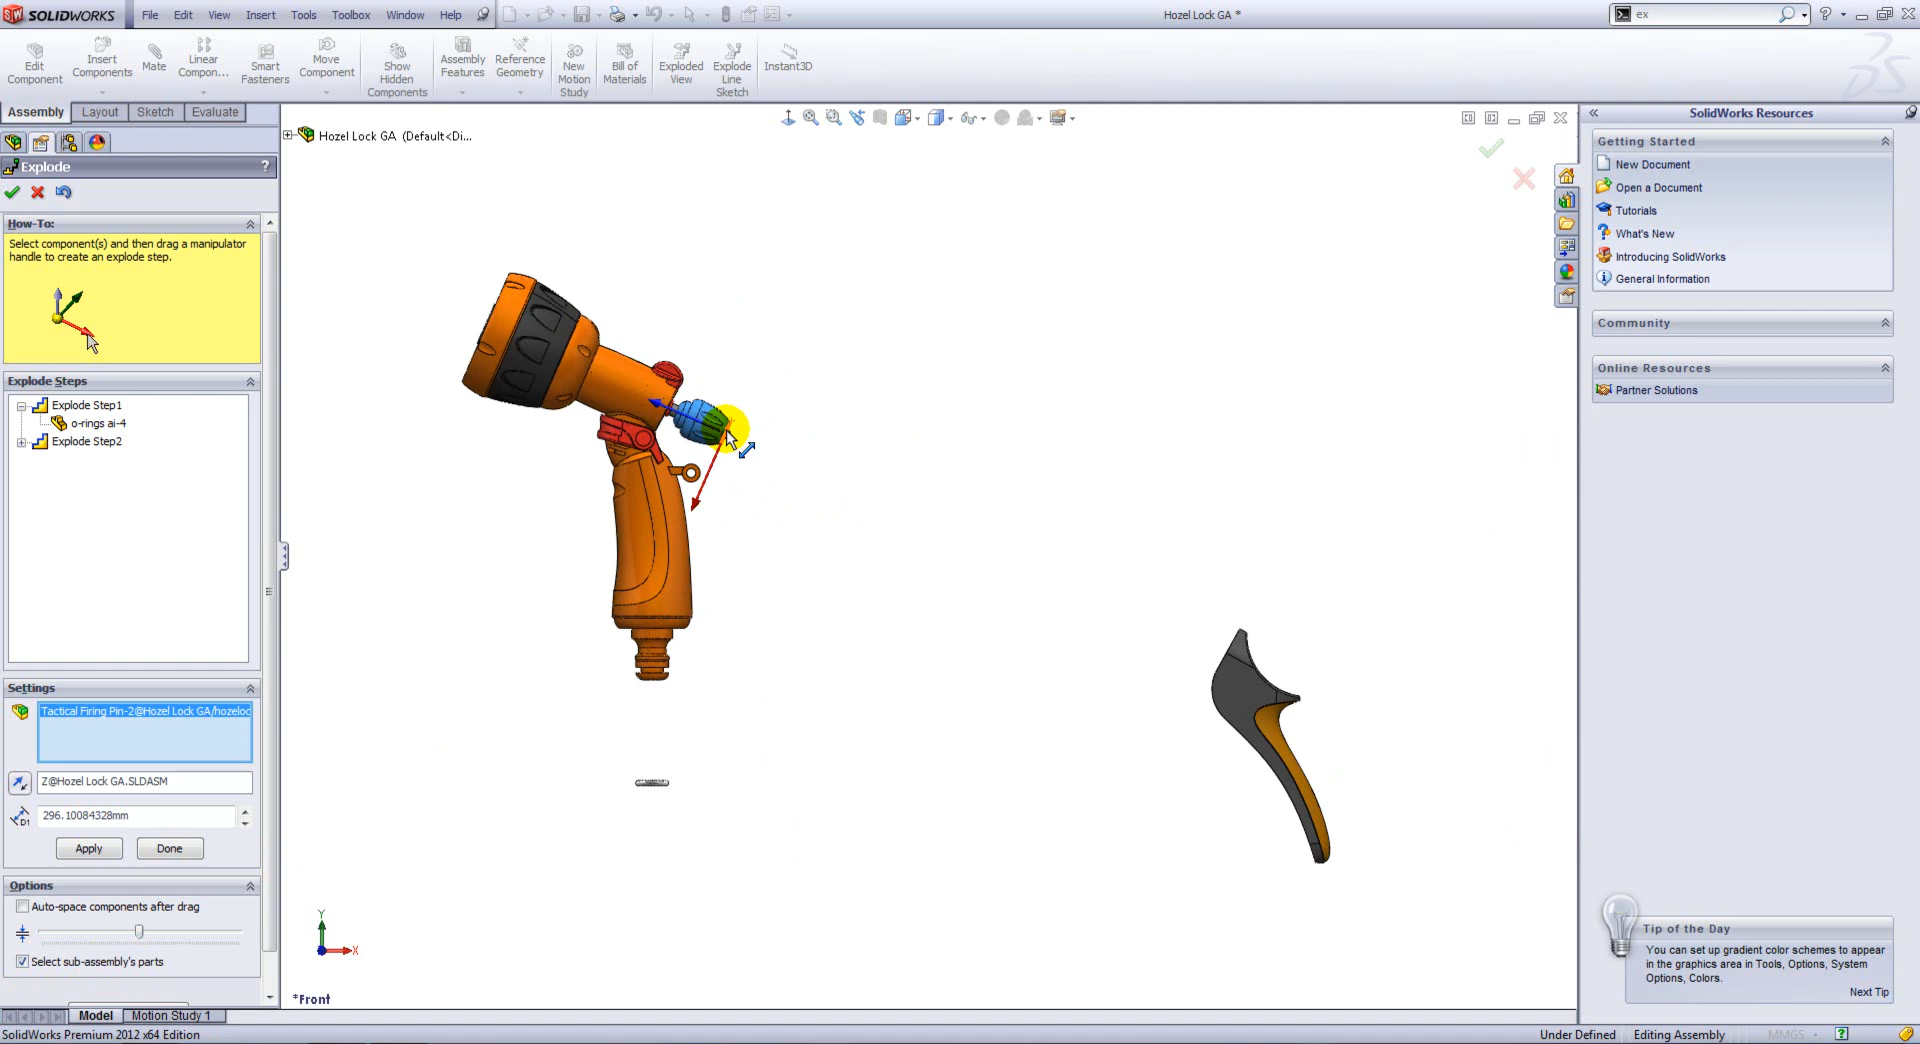 SOLIDWORKS File Edit View Insert Tools Toolbox Window Help Hozel Lock GA * ex
Edit Component
Insert Components
Mate
Linear Compon...
Smart Fasteners
Move Component
Show Hidden Components
Assembly Features
Reference Geometry
New Motion Study
Bill of Materials
Exploded View
Explode Line Sketch
Instant3D
Assembly Layout Sketch Evaluate
Explode ?
How-To:
Select component(s) and then drag a manipulator
handle to create an explode step.
Explode Steps
Explode Step1
o-rings ai-4
Explode Step2
Settings
Tactical Firing Pin-2@Hozel Lock GA/hozeloc
Z@Hozel Lock GA.SLDASM
D1 296.10084328mm
Apply Done
Options
Auto-space components after drag
Select sub-assembly's parts
Model Motion Study 1
SolidWorks Premium 2012 x64 Edition
Hozel Lock GA (Default<Di...
Y
X
*Front
SolidWorks Resources
Getting Started
New Document
Open a Document
Tutorials
What's New
Introducing SolidWorks
General Information
Community
Online Resources
Partner Solutions
Tip of the Day
You can set up gradient color schemes to appear
in the graphics area in Tools, Options, System
Options, Colors.
Next Tip
Under Defined Editing Assembly MMGS